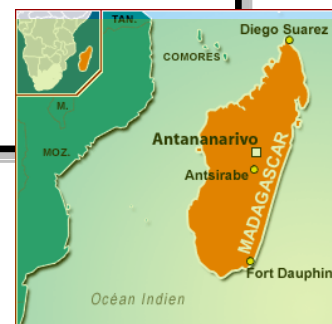 TAN.
Diego Suarez
COMORES
M.
Antananarivo
MOZ.
Antsirabe
MADAGASCAR
Fort Dauphin
Océan Indien